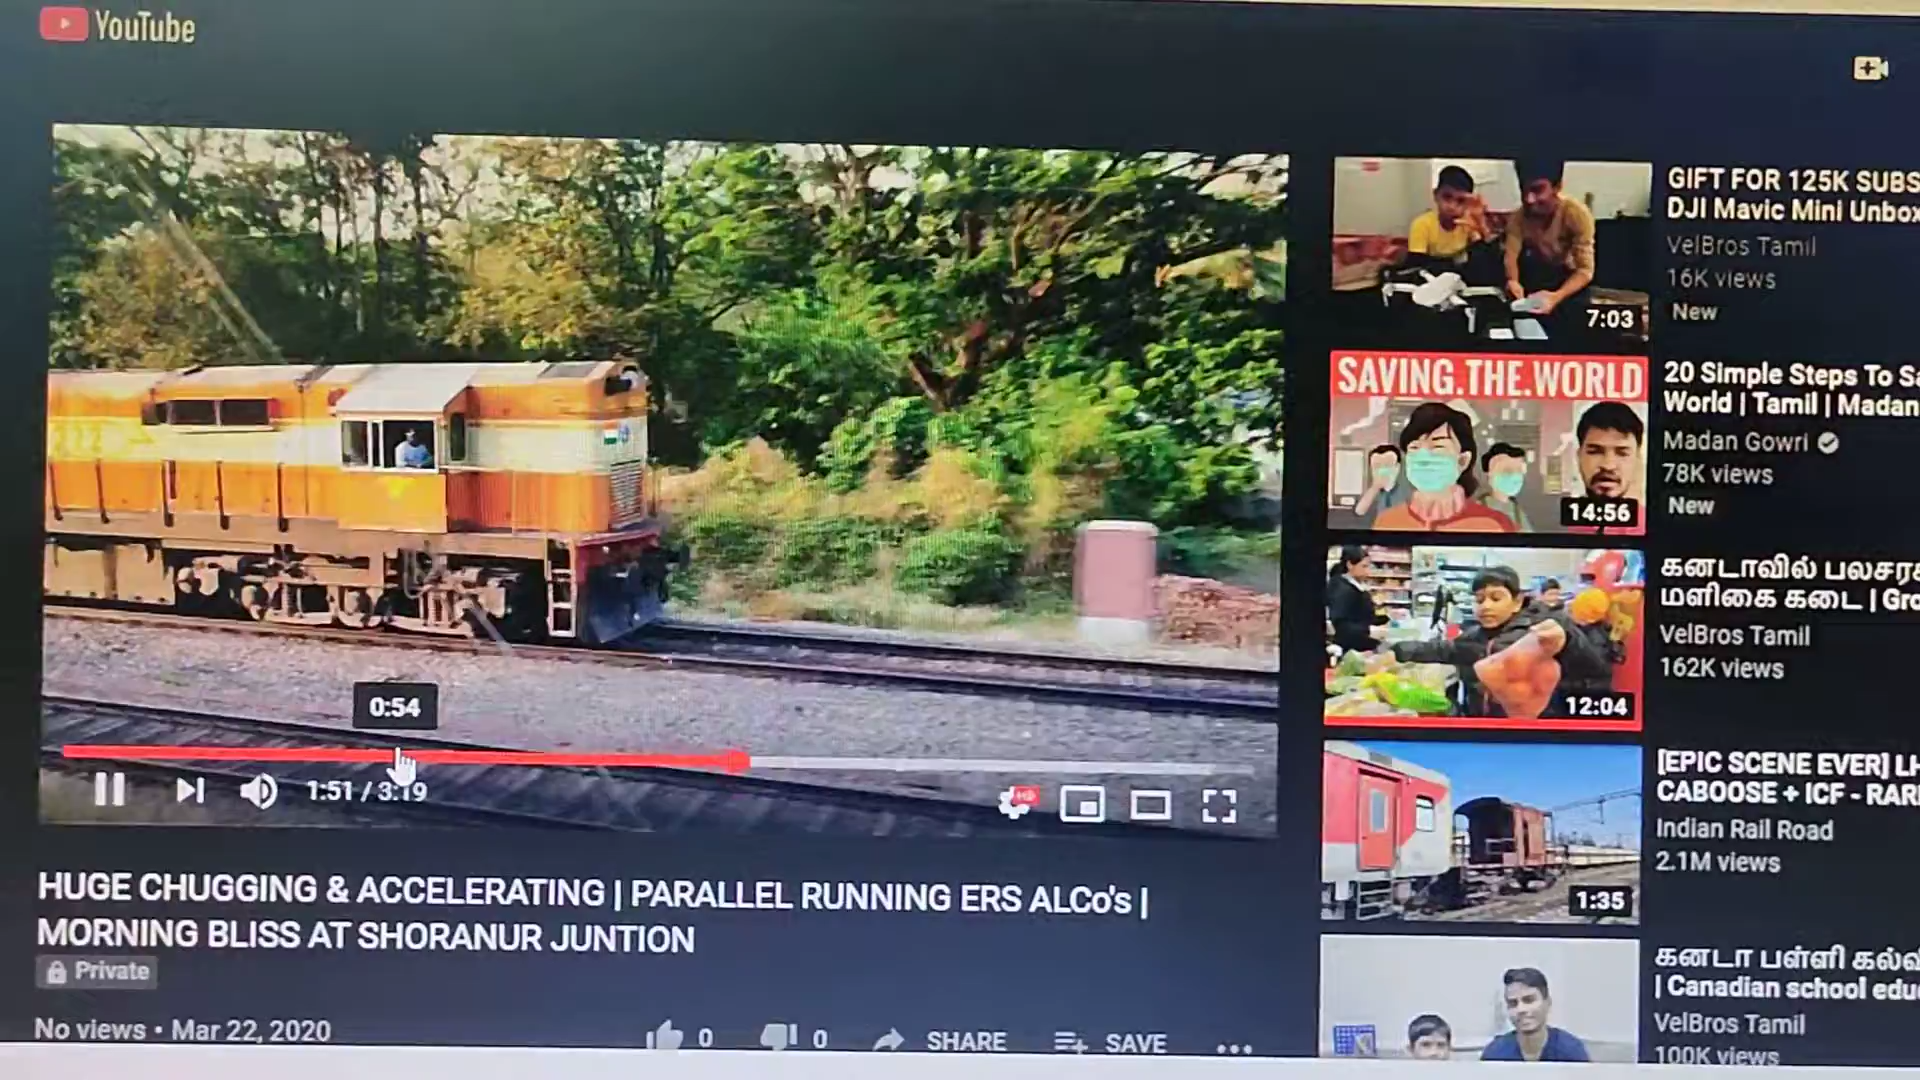 YouTube
0:54
1:51 / 3:19
HD
HUGE CHUGGING & ACCELERATING | PARALLEL RUNNING ERS ALCo's |
MORNING BLISS AT SHORANUR JUNTION
Private
No views • Mar 22, 2020
0
0
SHARE
SAVE
7:03
GIFT FOR 125K SUBS
DJI Mavic Mini Unbox
VelBros Tamil
16K views
New
SAVING.THE.WORLD
14:56
20 Simple Steps To Sa
World | Tamil | Madan
Madan Gowri
78K views
New
12:04
கனடாவில் பலசரக்
மளிகை கடை | Gro
VelBros Tamil
162K views
1:35
[EPIC SCENE EVER] LH
CABOOSE + ICF - RAR
Indian Rail Road
2.1M views
கனடா பள்ளி கல்வி
| Canadian school edu
VelBros Tamil
100K views